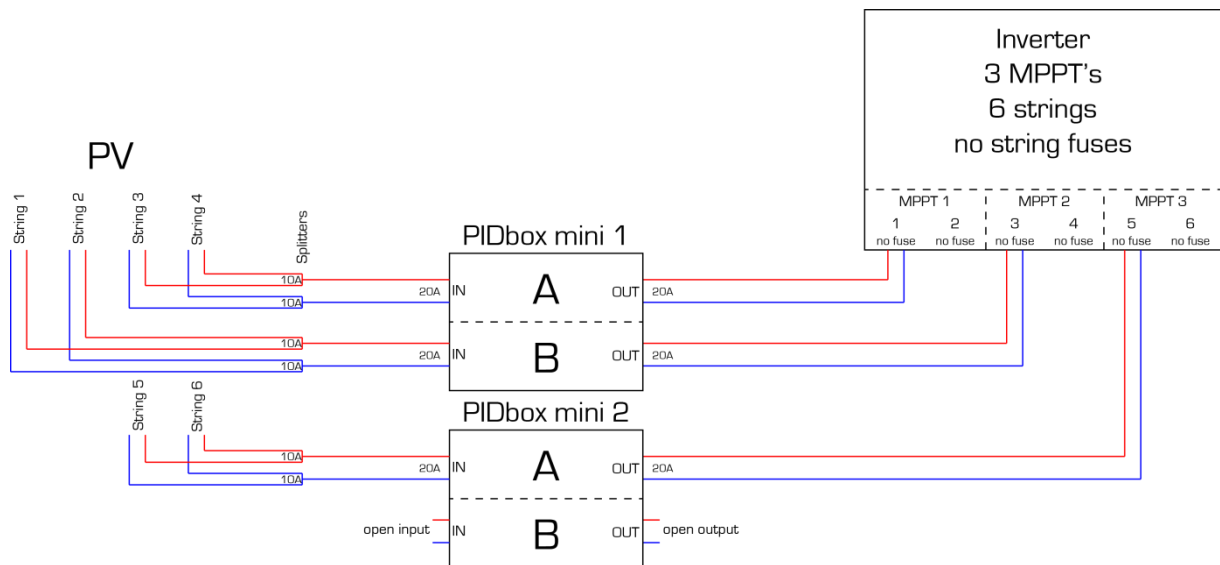 Inverter
3 MPPT's
6 strings
no string fuses
MPPT 1 MPPT 2 MPPT 3
1 2 3 4 5 6
no fuse no fuse no fuse no fuse no fuse no fuse
PV
String 1
String 2
String 3
String 4
Splitters
PIDbox mini 1
10A
10A
20A
IN
A
OUT
20A
10A
10A
20A
IN
B
OUT
20A
String 5
String 6
PIDbox mini 2
10A
10A
20A
IN
A
OUT
20A
open input
IN
B
OUT
open output